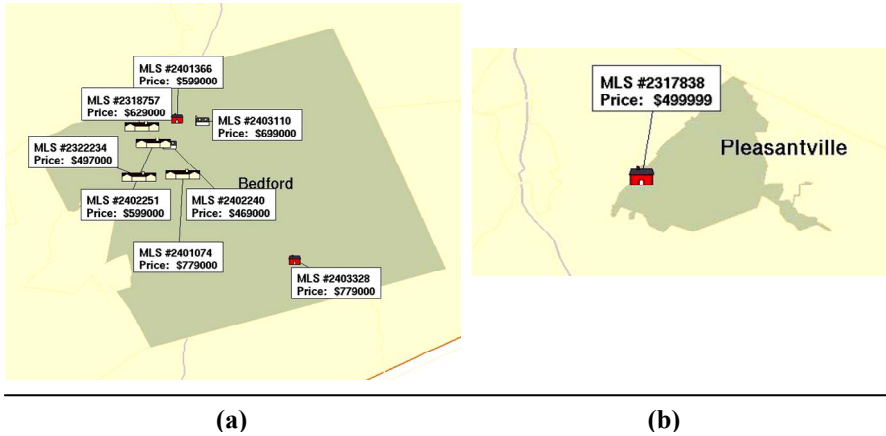 MLS #2401366
Price: $599000
MLS #2318757
Price: $629000
MLS #2403110
Price: $699000
MLS #2322234
Price: $497000
Bedford
MLS #2402251
Price: $599000
MLS #2402240
Price: $469000
MLS #2401074
Price: $779000
MLS #2403328
Price: $779000
MLS #2317838
Price: $499999
Pleasantville
(a)
(b)